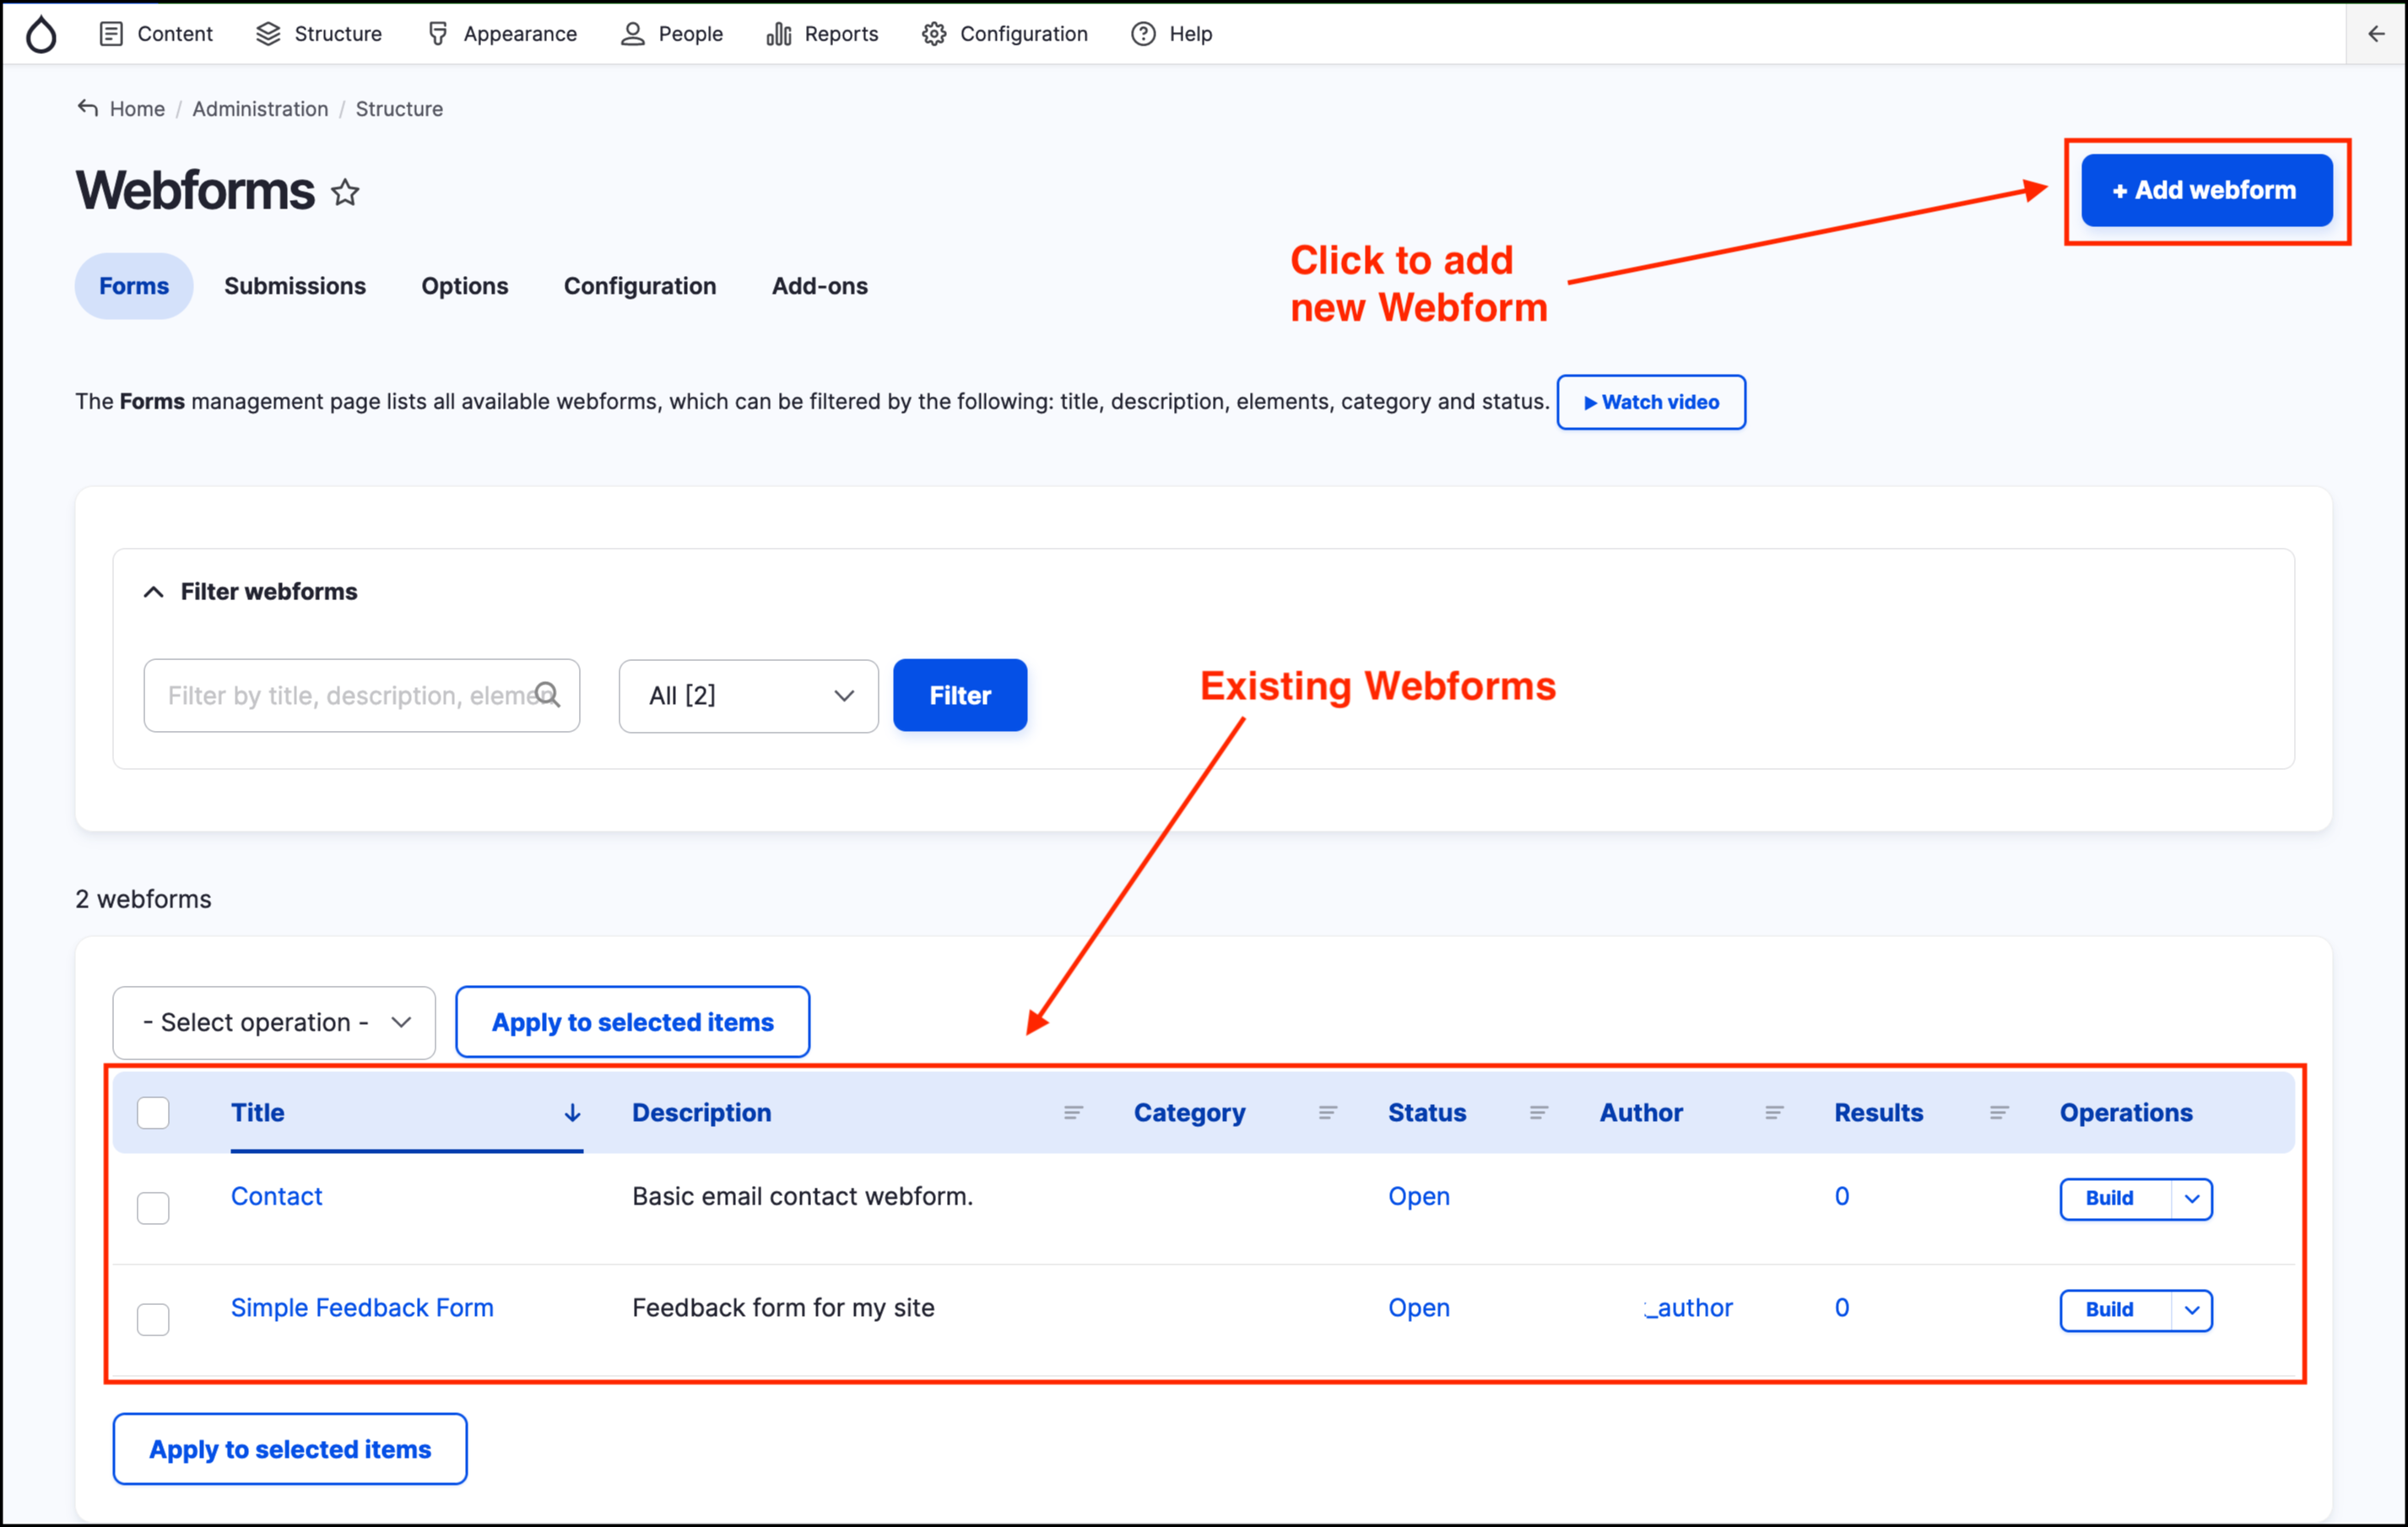 Content Structure Appearance People Reports Configuration Help
Home / Administration / Structure
Webforms
+ Add webform
Click to add
new Webform
Forms Submissions Options Configuration Add-ons
The Forms management page lists all available webforms, which can be filtered by the following: title, description, elements, category and status. Watch video
Filter webforms
Filter by title, description, elemen All [2] Filter
Existing Webforms
2 webforms
- Select operation - Apply to selected items
Title Description Category Status Author Results Operations
Contact Basic email contact webform. Open 0 Build
Simple Feedback Form Feedback form for my site Open _author 0 Build
Apply to selected items